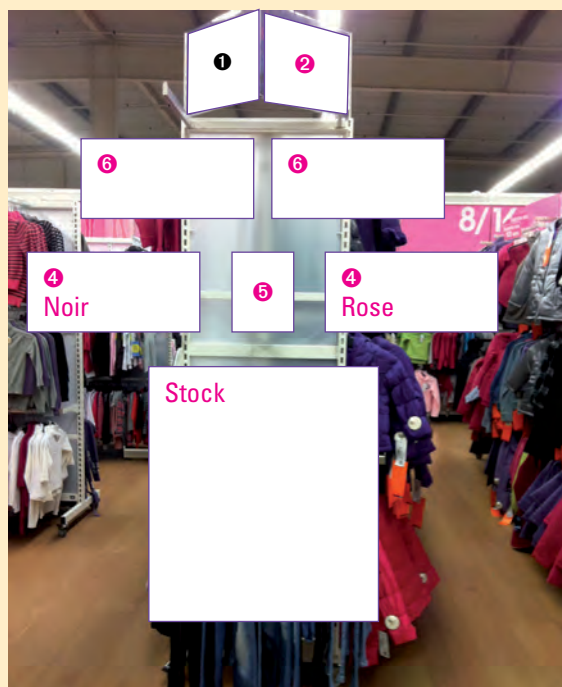 ❶
❷
❻
❻
8/1
❹
Noir
❺
❹
Rose
Stock